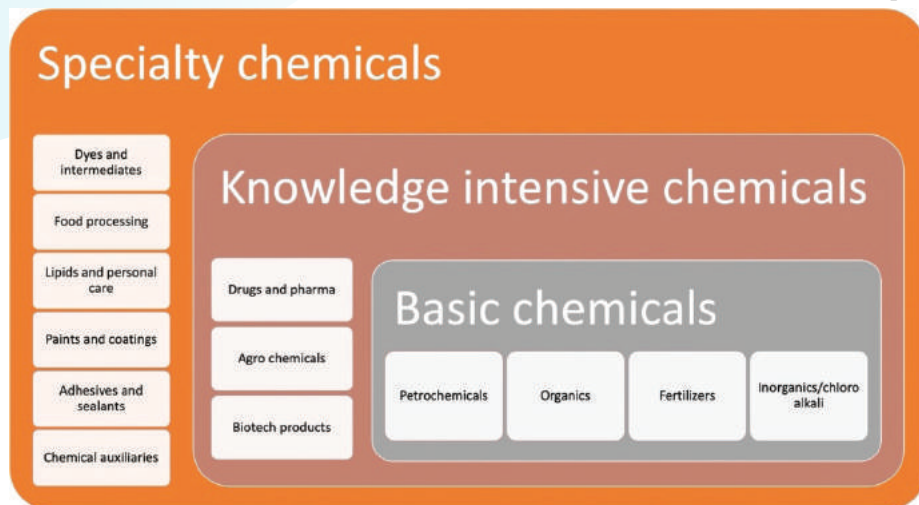 Specialty chemicals
Dyes and
intermediates
Food processing
Lipids and personal
care
Paints and coatings
Adhesives and
sealants
Chemical auxiliaries
Knowledge intensive chemicals
Drugs and pharma
Agro chemicals
Biotech products
Basic chemicals
Petrochemicals
Organics
Fertilizers
Inorganics/chloro
alkali